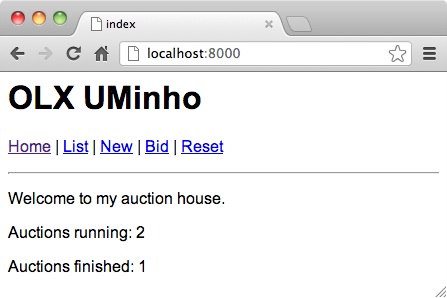 index
localhost:8000
OLX UMinho
Home | List | New | Bid | Reset
Welcome to my auction house.
Auctions running: 2
Auctions finished: 1